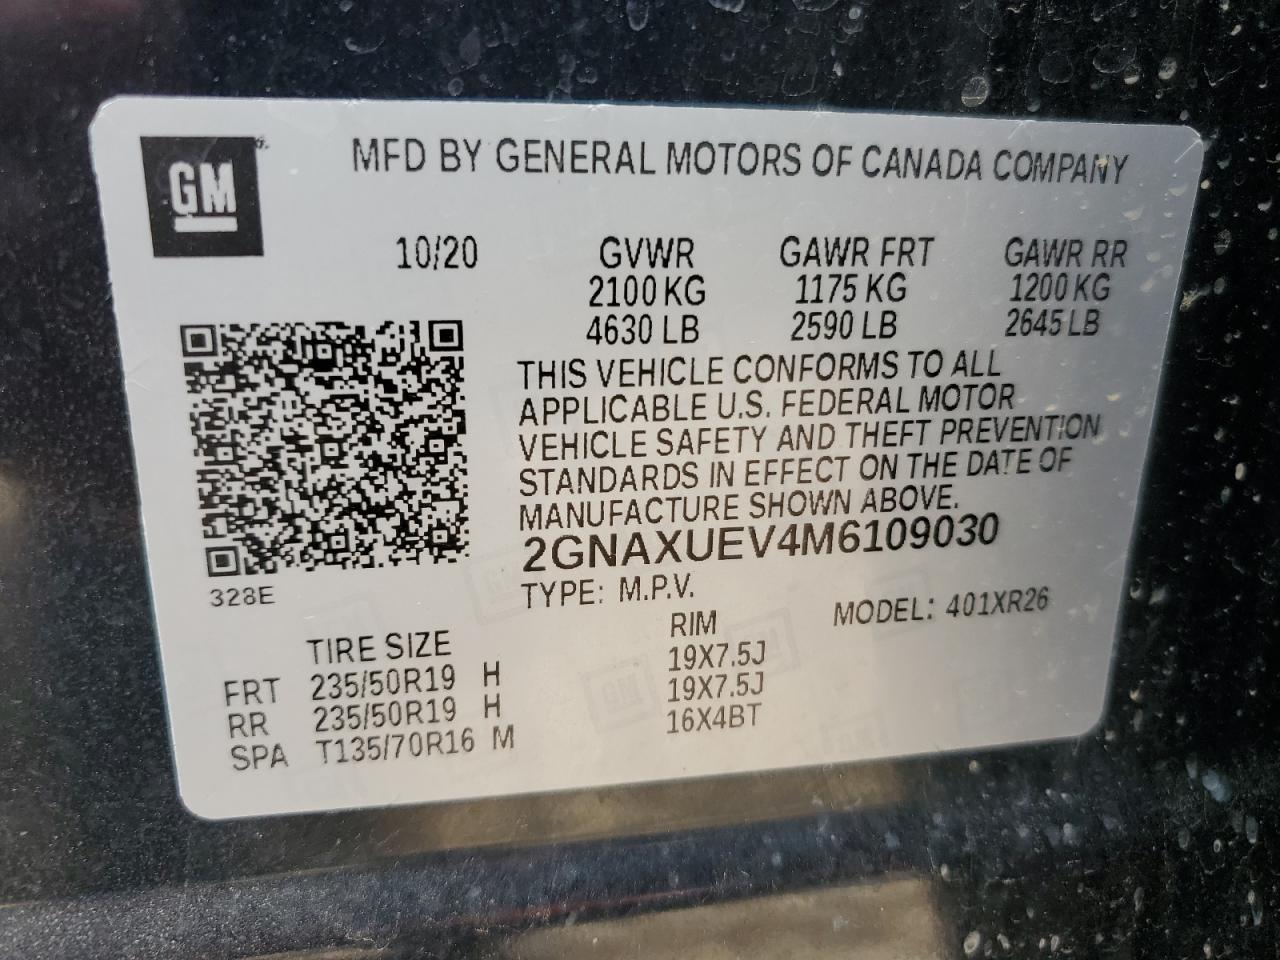 GM
MFD BY GENERAL MOTORS OF CANADA COMPANY
10/20 GVWR GAWR FRT GAWR RR
2100 KG 1175 KG 1200 KG
4630 LB 2590 LB 2645 LB
THIS VEHICLE CONFORMS TO ALL
APPLICABLE U.S. FEDERAL MOTOR
VEHICLE SAFETY AND THEFT PREVENTION
STANDARDS IN EFFECT ON THE DATE OF
MANUFACTURE SHOWN ABOVE.
2GNAXUEV4M6109030
328E
TYPE: M.P.V. MODEL: 401XR26
TIRE SIZE RIM
FRT 235/50R19 H 19X7.5J
RR 235/50R19 H 19X7.5J
SPA T135/70R16 M 16X4BT